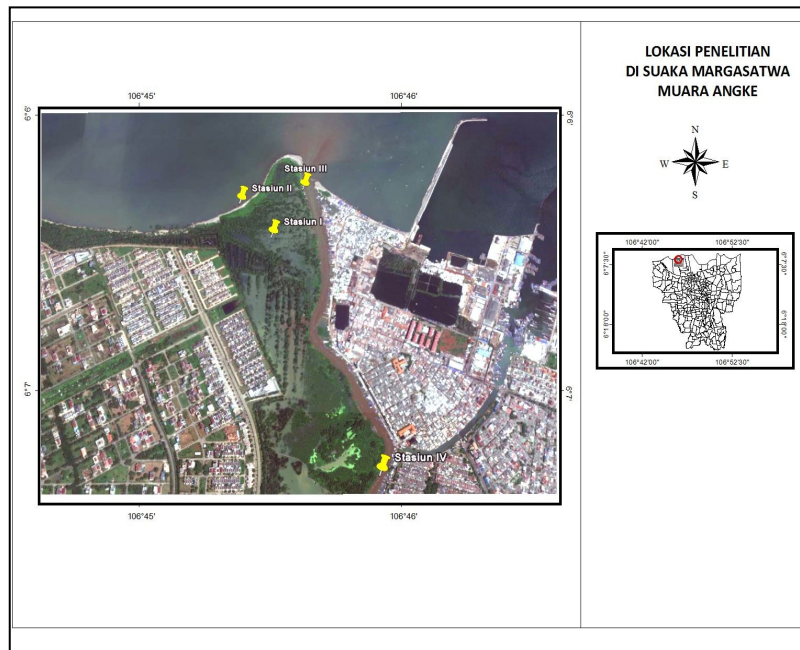 LOKASI PENELITIAN
DI SUAKA MARGASATWA
MUARA ANGKE
N
W E
S
106°45' 106°46'
6°6' 6°6'
Stasiun III
Stasiun II
Stasiun I
6°7' 6°7'
Stasiun IV
106°45' 106°46'
106°42'00" 106°52'30"
6°7'30" 6°7'30"
6°18'00" 6°18'00"
106°42'00" 106°52'30"